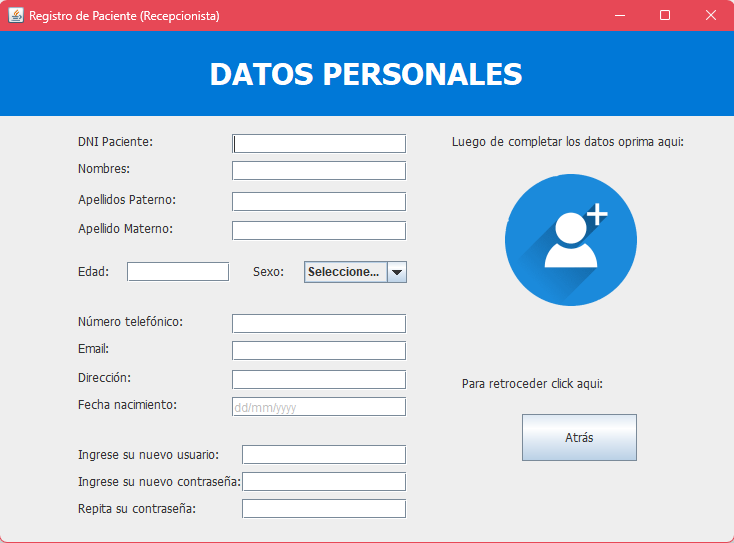 Registro de Paciente (Recepcionista)
DATOS PERSONALES
DNI Paciente:
Nombres:
Apellidos Paterno:
Apellido Materno:
Edad:
Sexo: Seleccione...
Número telefónico:
Email:
Dirección:
Fecha nacimiento: dd/mm/yyyy
Ingrese su nuevo usuario:
Ingrese su nuevo contraseña:
Repita su contraseña:
Luego de completar los datos oprima aqui:
Para retroceder click aqui:
Atrás